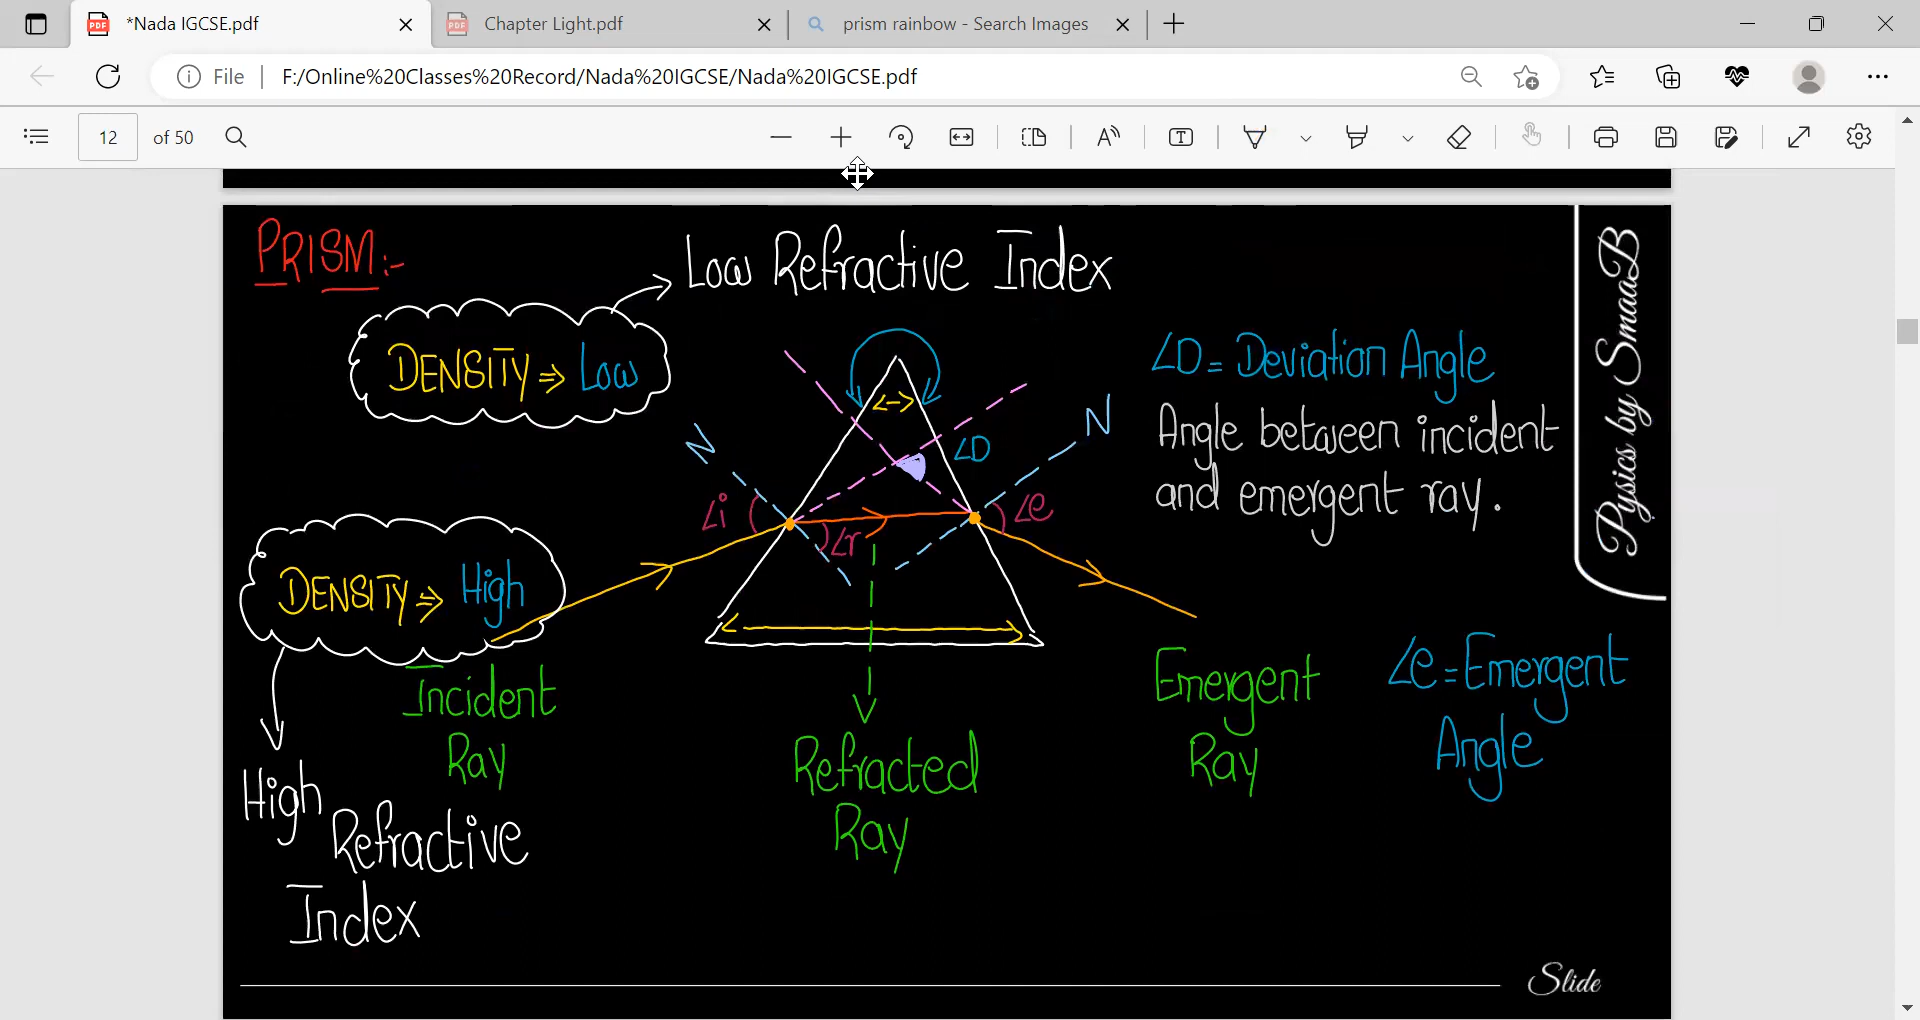 *Nada IGCSE.pdf
Chapter Light.pdf
prism rainbow - Search Images
File
F:/Online%20Classes%20Record/Nada%20IGCSE/Nada%20IGCSE.pdf
12 of 50
PRISM:-
Low Refractive Index
DENSITY ⇒ Low
∠D = Deviation Angle
Angle between incident
and emergent ray.
Pysics by SmaaB
N
N
∠D
∠i
∠r
∠e
DENSITY ⇒ High
Incident
Ray
Refracted
Ray
Emergent
Ray
∠e = Emergent
Angle
High
Refractive
Index
Slide